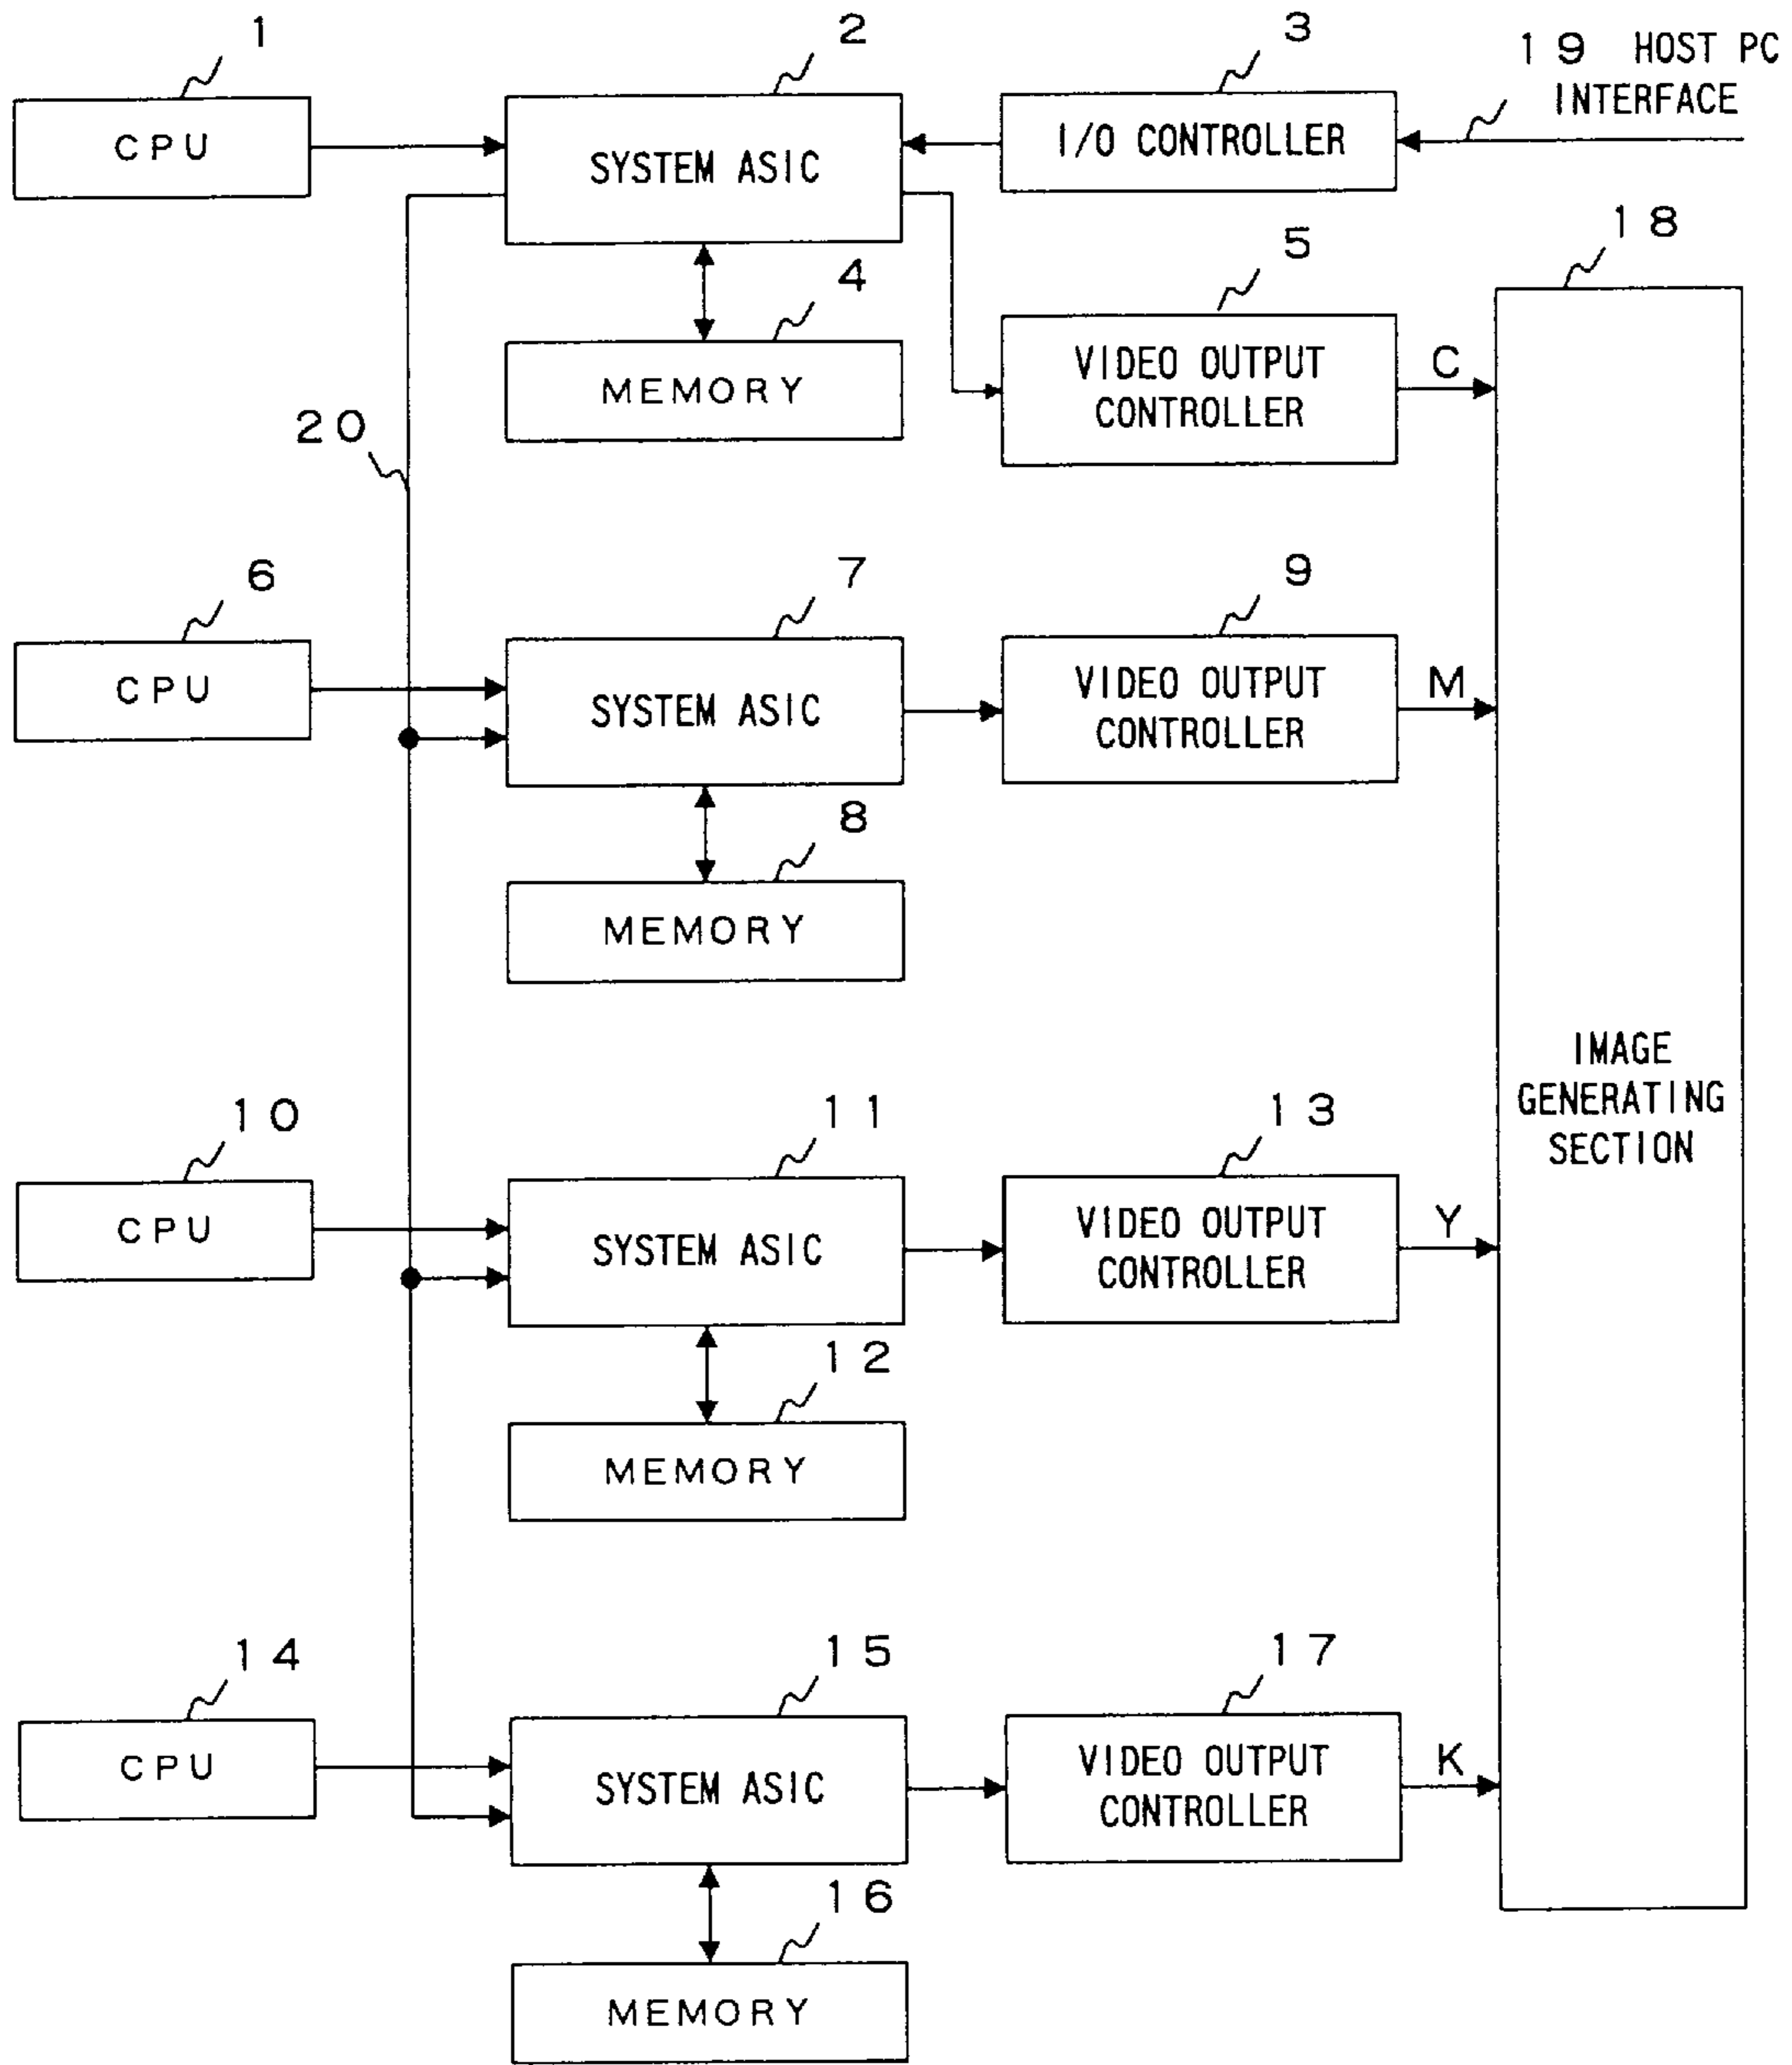 1
2
3
19 HOST PC
INTERFACE
CPU
SYSTEM ASIC
I/O CONTROLLER
18
5
4
MEMORY
VIDEO OUTPUT
CONTROLLER
C
20
6
7
9
CPU
SYSTEM ASIC
VIDEO OUTPUT
CONTROLLER
M
8
MEMORY
IMAGE
GENERATING
SECTION
10
11
13
CPU
SYSTEM ASIC
VIDEO OUTPUT
CONTROLLER
Y
12
MEMORY
14
15
17
CPU
SYSTEM ASIC
VIDEO OUTPUT
CONTROLLER
K
16
MEMORY